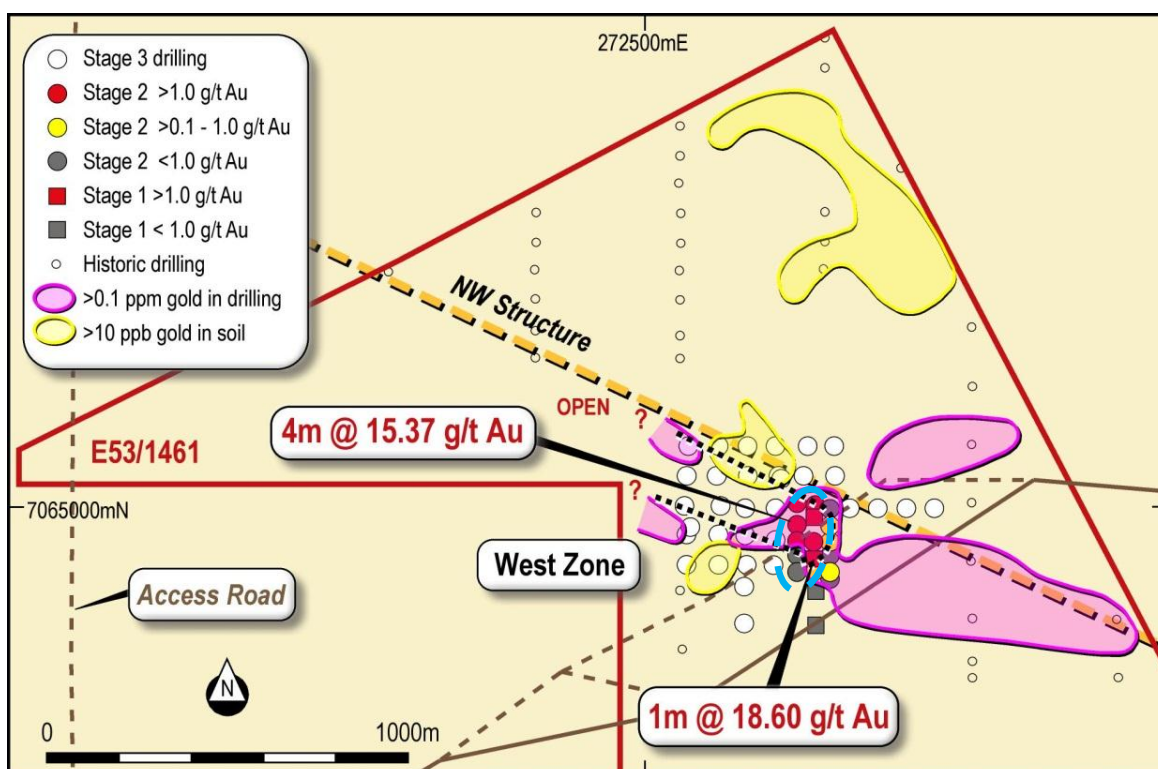 272500mE
Stage 3 drilling
Stage 2 >1.0 g/t Au
Stage 2 >0.1 - 1.0 g/t Au
Stage 2 <1.0 g/t Au
Stage 1 >1.0 g/t Au
Stage 1 < 1.0 g/t Au
Historic drilling
>0.1 ppm gold in drilling
>10 ppb gold in soil
NW Structure
OPEN
?
4m @ 15.37 g/t Au
E53/1461
?
7065000mN
West Zone
Access Road
N
1m @ 18.60 g/t Au
0
1000m